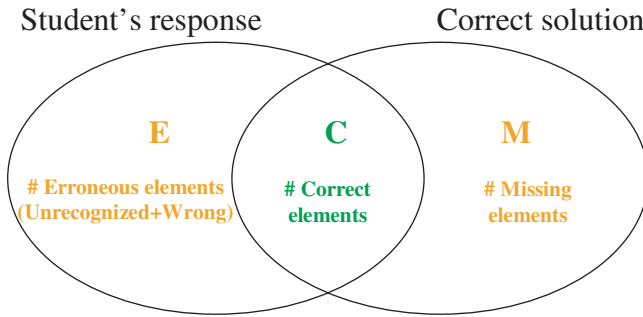 Student’s response
Correct solution
E
C
M
# Erroneous elements
(Unrecognized+Wrong)
# Correct
elements
# Missing
elements